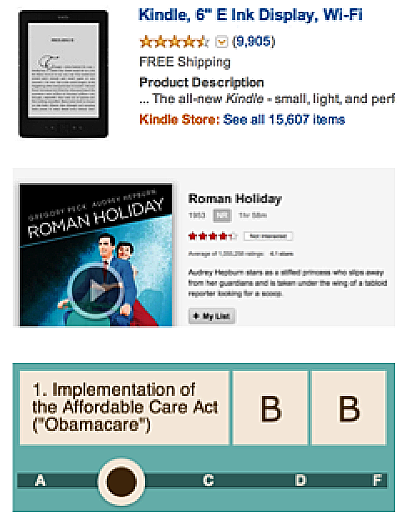 Kindle, 6" E Ink Display, Wi-Fi
(9,905)
FREE Shipping
Product Description
... The all-new Kindle - small, light, and perf
Kindle Store: See all 15,607 items
GREGORY PECK AUDREY HEPBURN
ROMAN HOLIDAY
Roman Holiday
1953 NR 1hr 58m
Not Interested
Average of 1,055,250 ratings: 4.1 stars
Audrey Hepburn stars as a stifled princess who slips away
from her guardians and is taken under the wing of a tabloid
reporter looking for a scoop.
+ My List
1. Implementation of
the Affordable Care Act
("Obamacare")
B B
A C D F